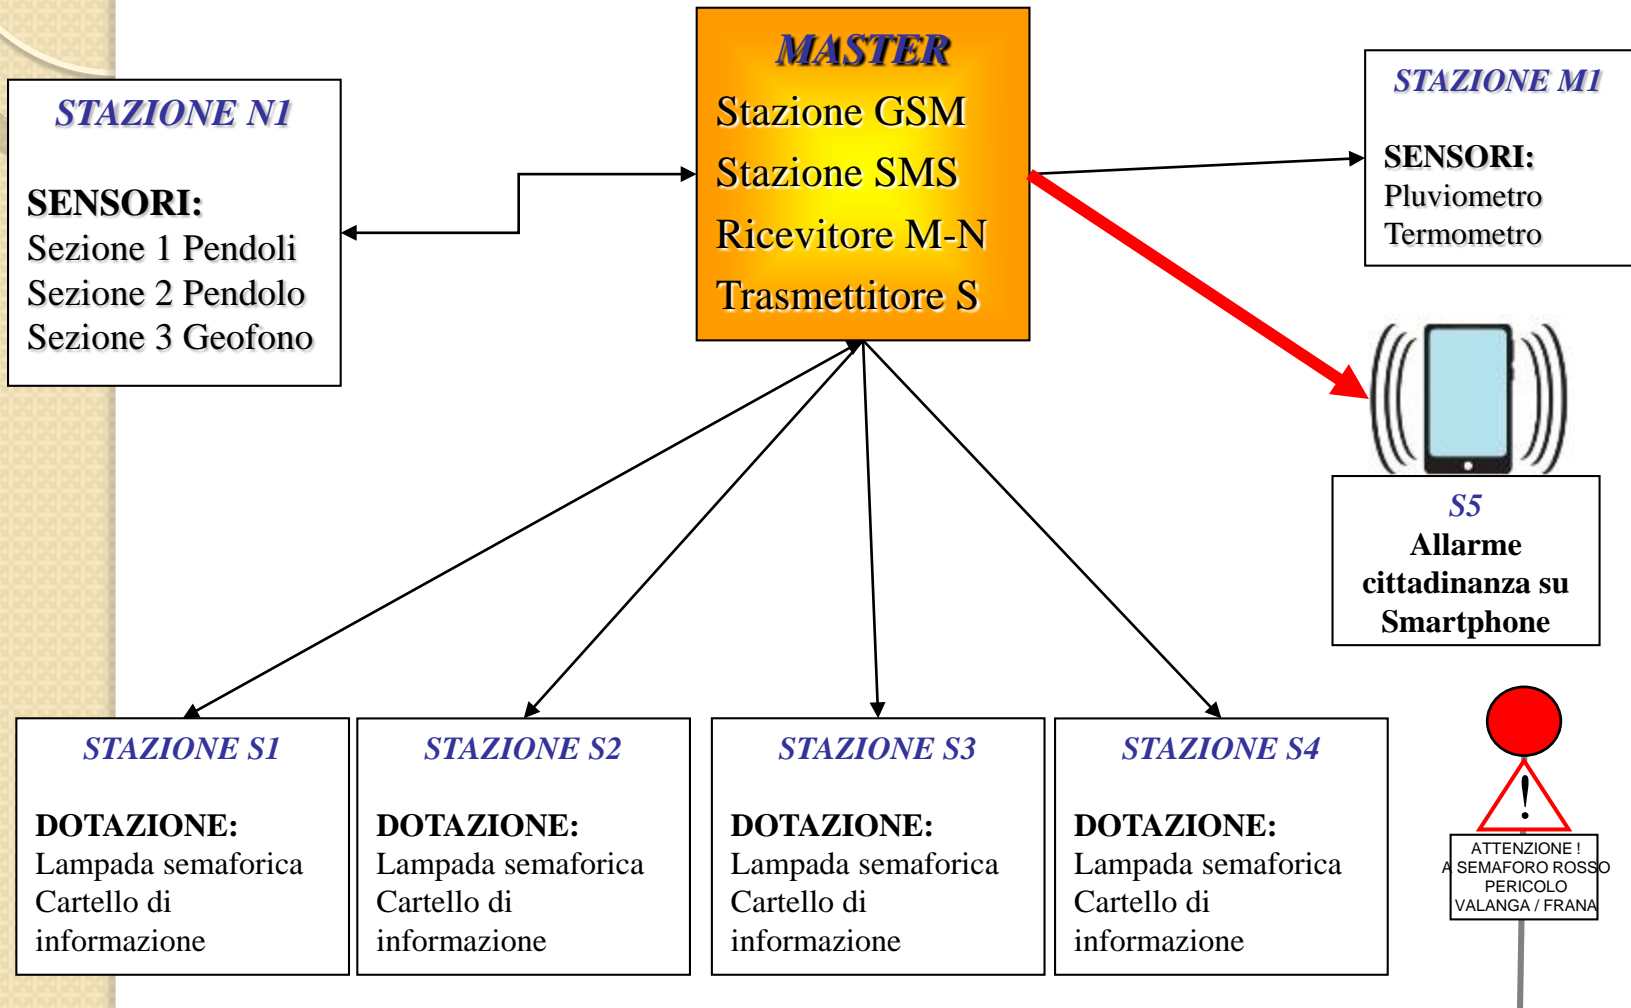 MASTER
Stazione GSM
Stazione SMS
Ricevitore M-N
Trasmettitore S
STAZIONE N1
SENSORI:
Sezione 1 Pendoli
Sezione 2 Pendolo
Sezione 3 Geofono
STAZIONE M1
SENSORI:
Pluviometro
Termometro
S5
Allarme
cittadinanza su
Smartphone
STAZIONE S1
DOTAZIONE:
Lampada semaforica
Cartello di
informazione
STAZIONE S2
DOTAZIONE:
Lampada semaforica
Cartello di
informazione
STAZIONE S3
DOTAZIONE:
Lampada semaforica
Cartello di
informazione
STAZIONE S4
DOTAZIONE:
Lampada semaforica
Cartello di
informazione
!
ATTENZIONE !
A SEMAFORO ROSSO
PERICOLO
VALANGA / FRANA